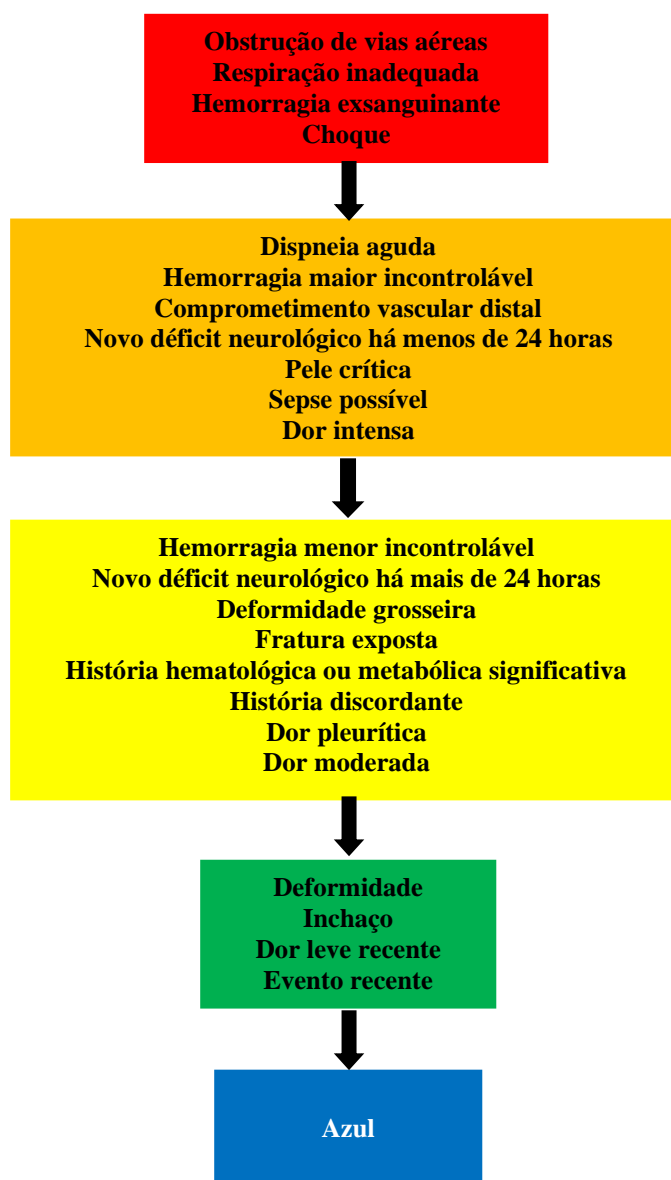 Obstrução de vias aéreas
Respiração inadequada
Hemorragia exsanguinante
Choque
Dispneia aguda
Hemorragia maior incontrolável
Comprometimento vascular distal
Novo déficit neurológico há menos de 24 horas
Pele crítica
Sepse possível
Dor intensa
Hemorragia menor incontrolável
Novo déficit neurológico há mais de 24 horas
Deformidade grosseira
Fratura exposta
História hematológica ou metabólica significativa
História discordante
Dor pleurítica
Dor moderada
Deformidade
Inchaço
Dor leve recente
Evento recente
Azul